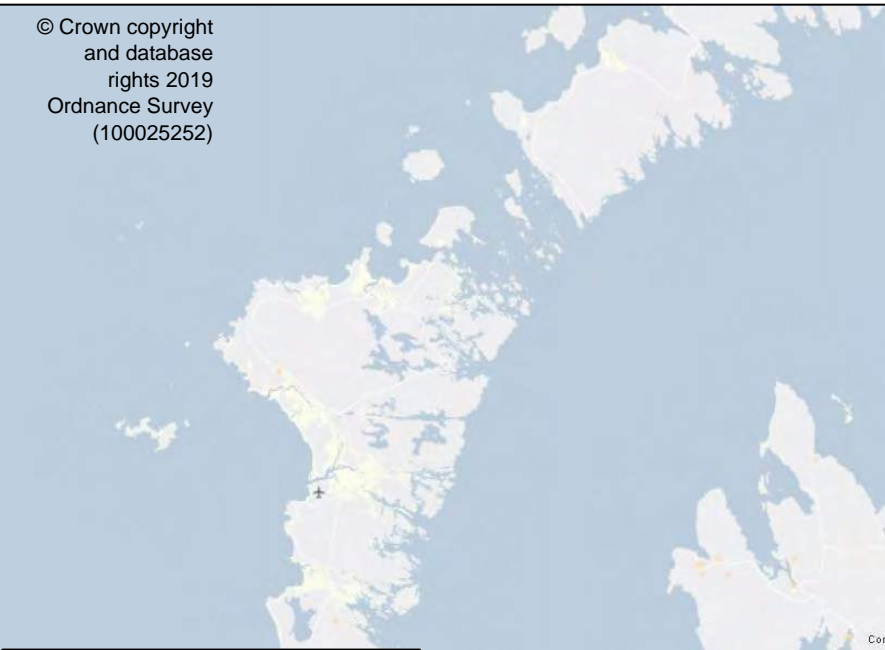 © Crown copyright
and database
rights 2019
Ordnance Survey
(100025252)